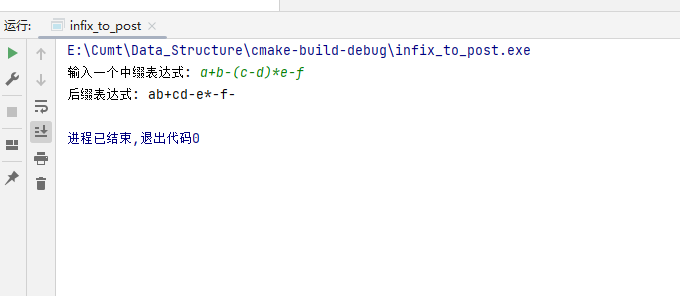 运行: infix_to_post
E:\Cumt\Data_Structure\cmake-build-debug\infix_to_post.exe
输入一个中缀表达式: a+b-(c-d)*e-f
后缀表达式: ab+cd-e*-f-
进程已结束,退出代码0